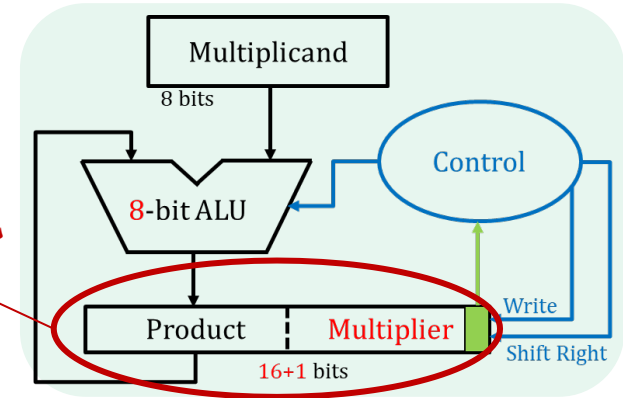 Multiplicand
8 bits
Control
8-bit ALU
Product
Multiplier
Write
Shift Right
16+1 bits